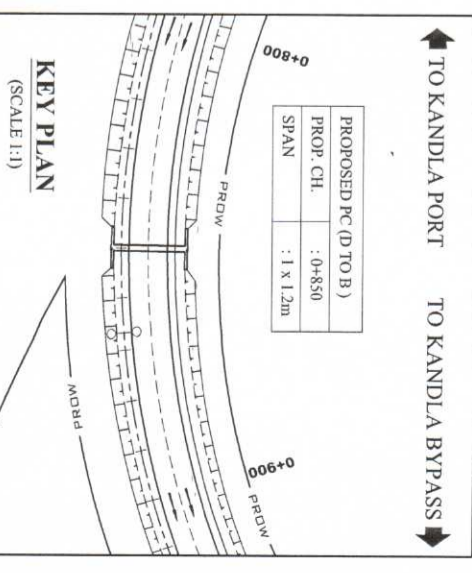 TO KANDLA PORT
TO KANDLA BYPASS
0+800
PROPOSED PC (D TO B )
PROP. CH. : 0+850
SPAN : 1 x 1.2m
PROW
0+900
PROW
PROW
KEY PLAN
(SCALE 1:1)